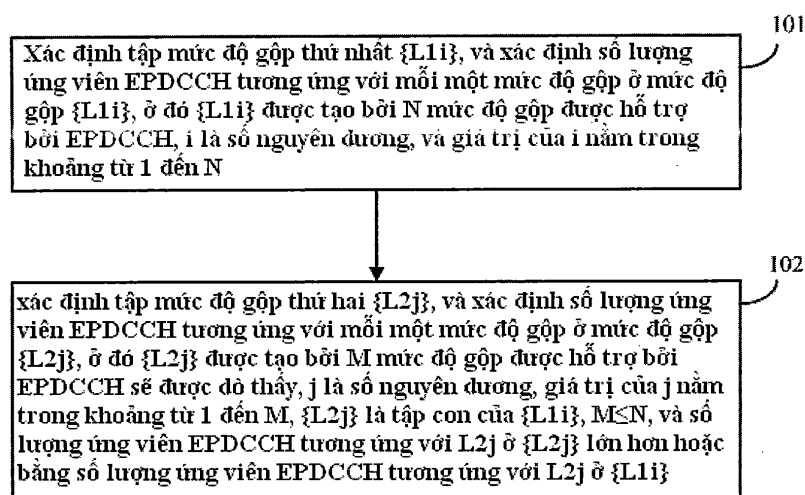 101
Xác định tập mức độ gộp thứ nhất {L1i}, và xác định số lượng
ứng viên EPDCCH tương ứng với mỗi một mức độ gộp ở mức độ
gộp {L1i}, ở đó {L1i} được tạo bởi N mức độ gộp được hỗ trợ
bởi EPDCCH, i là số nguyên dương, và giá trị của i nằm trong
khoảng từ 1 đến N
102
xác định tập mức độ gộp thứ hai {L2j}, và xác định số lượng ứng
viên EPDCCH tương ứng với mỗi một mức độ gộp ở mức độ gộp
{L2j}, ở đó {L2j} được tạo bởi M mức độ gộp được hỗ trợ bởi
EPDCCH sẽ được dò thấy, j là số nguyên dương, giá trị của j nằm
trong khoảng từ 1 đến M, {L2j} là tập con của {L1i}, M≤N, và số
lượng ứng viên EPDCCH tương ứng với L2j ở {L2j} lớn hơn hoặc
bằng số lượng ứng viên EPDCCH tương ứng với L2j ở {L1i}